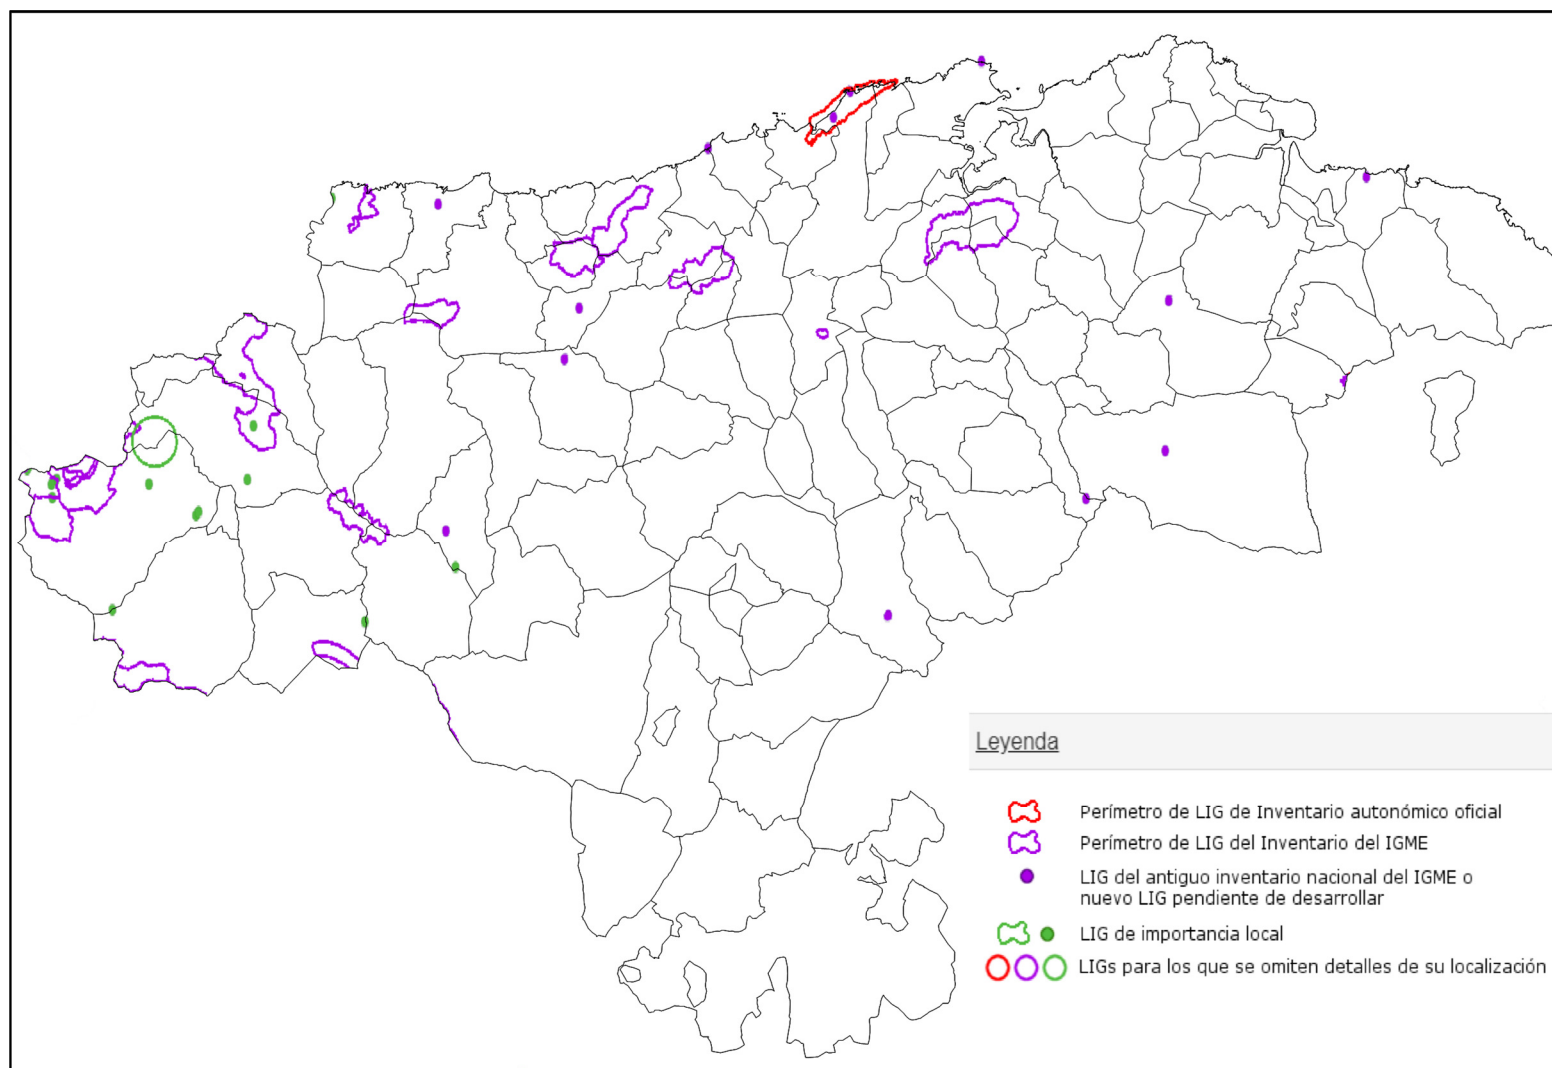 Leyenda
Perímetro de LIG de Inventario autonómico oficial
Perímetro de LIG del Inventario del IGME
LIG del antiguo inventario nacional del IGME o
nuevo LIG pendiente de desarrollar
LIG de importancia local
LIGs para los que se omiten detalles de su localización